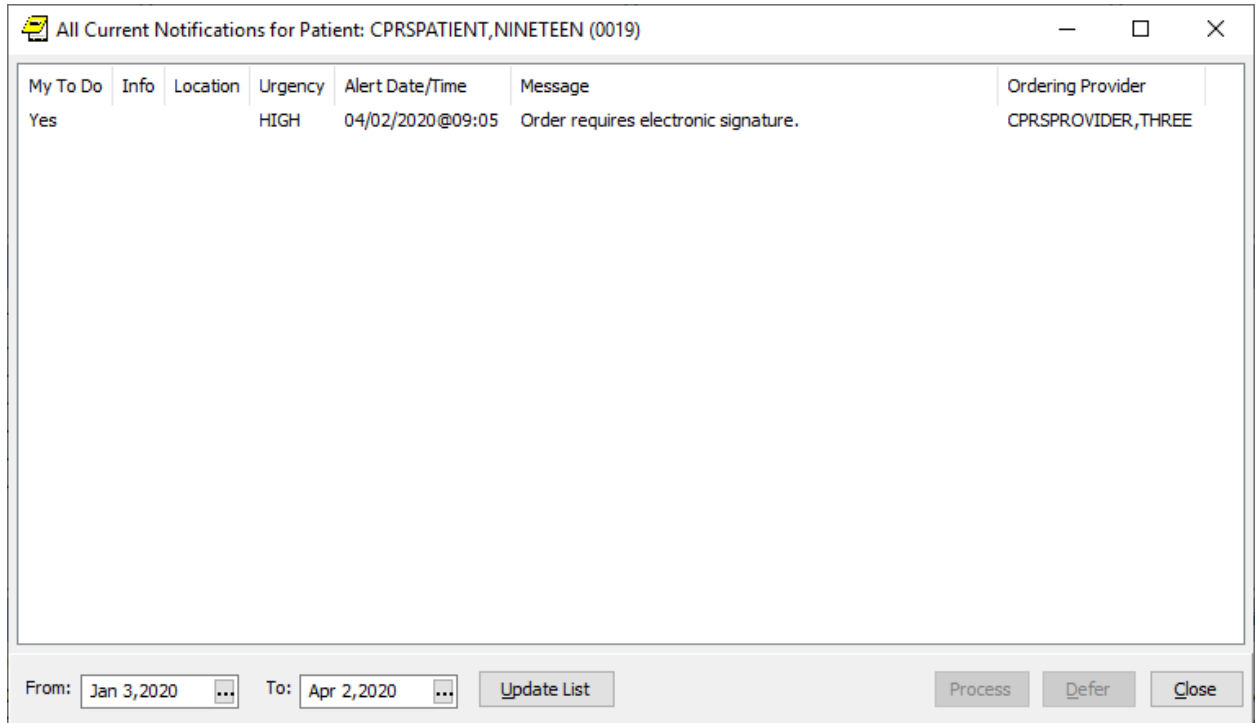 All Current Notifications for Patient: CPRSPATIENT,NINETEEN (0019)
My To Do Info Location Urgency Alert Date/Time Message Ordering Provider
Yes HIGH 04/02/2020@09:05 Order requires electronic signature. CPRSPROVIDER,THREE
From: Jan 3,2020 ... To: Apr 2,2020 ... Update List Process Defer Close